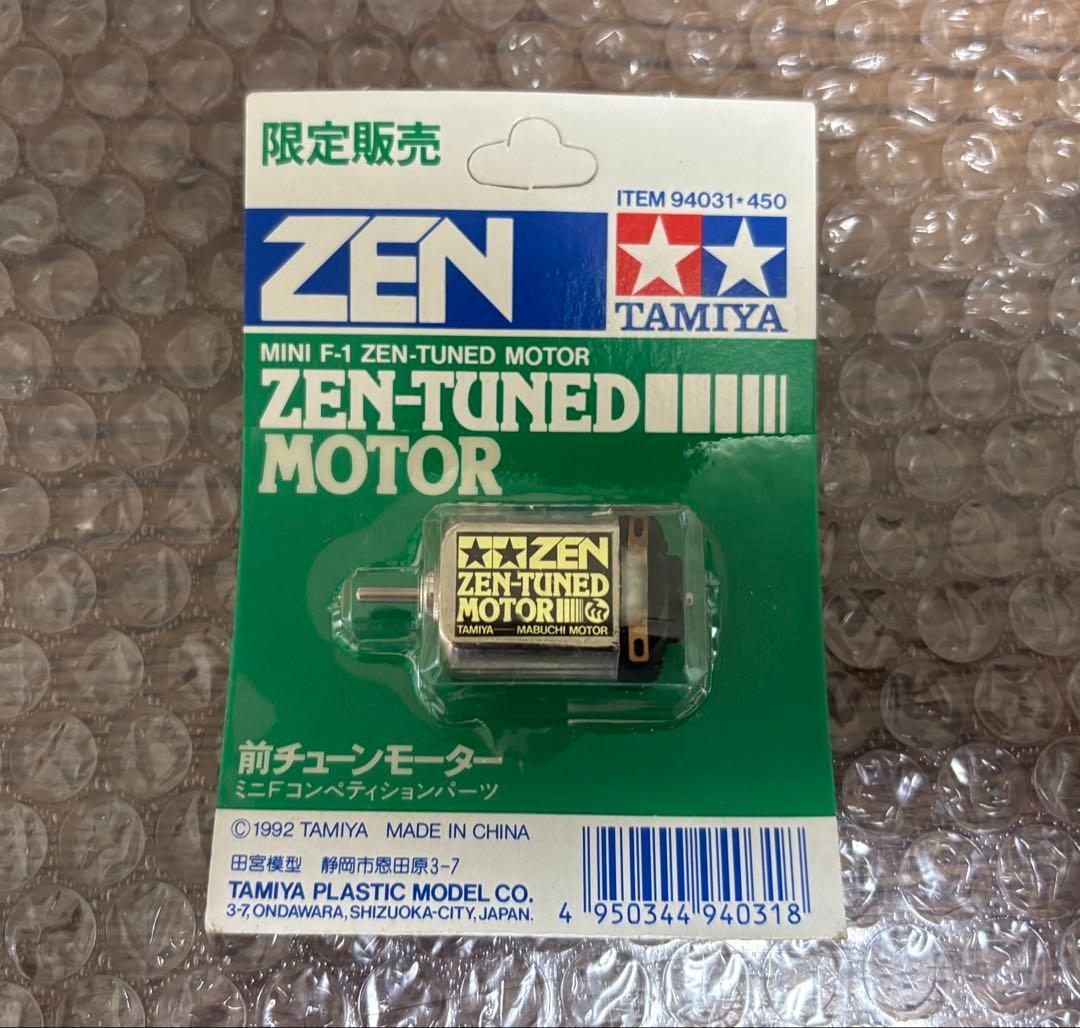 限定販売
ITEM 94031*450
ZEN
TAMIYA
MINI F-1 ZEN-TUNED MOTOR
ZEN-TUNED
MOTOR
ZEN
ZEN-TUNED
MOTOR
TAMIYA MABUCHI MOTOR
前チューンモーター
ミニFコンペティションパーツ
©1992 TAMIYA MADE IN CHINA
田宮模型 静岡市恩田原3-7
TAMIYA PLASTIC MODEL CO.
3-7, ONDAWARA, SHIZUOKA-CITY, JAPAN.
4 950344 940318